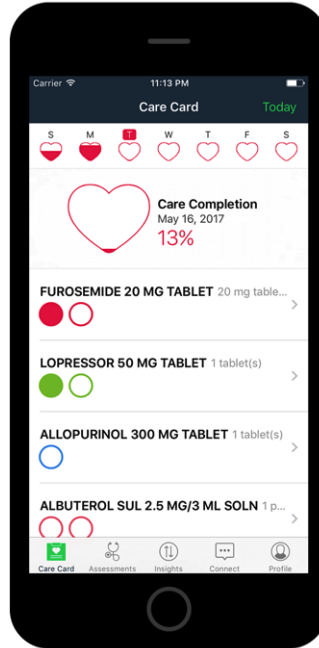 Carrier 11:13 PM
Care Card Today
S M T W T F S
Care Completion
May 16, 2017
13%
FUROSEMIDE 20 MG TABLET 20 mg table...
LOPRESSOR 50 MG TABLET 1 tablet(s)
ALLOPURINOL 300 MG TABLET 1 tablet(s)
ALBUTEROL SUL 2.5 MG/3 ML SOLN 1 p...
Care Card Assessments Insights Connect Profile